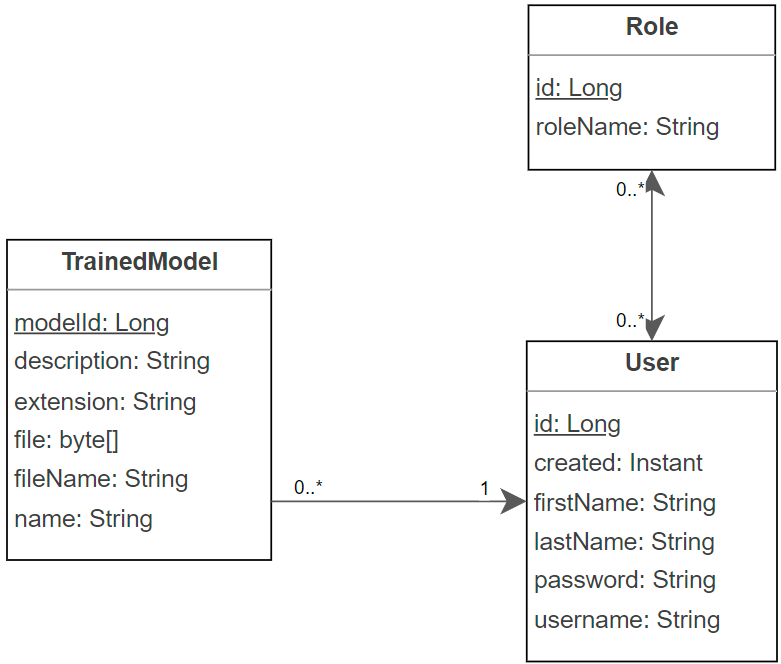 Role
id: Long
roleName: String
0..*
0..*
TrainedModel
modelId: Long
description: String
extension: String
file: byte[]
fileName: String
name: String
0..*
1
User
id: Long
created: Instant
firstName: String
lastName: String
password: String
username: String